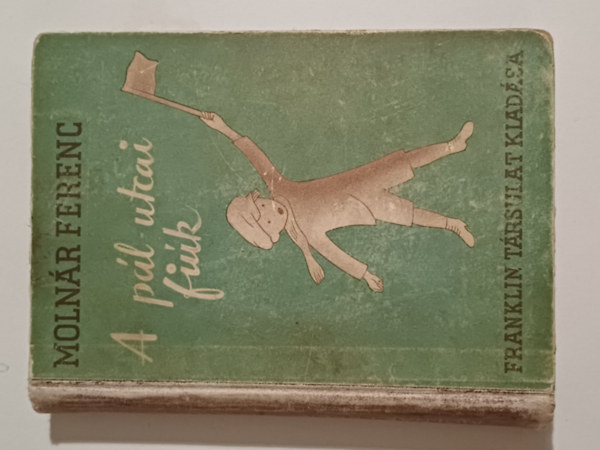 MOLNÁR FERENC
A pál-utcai
fiúk
FRANKLIN TÁRSULAT KIADÁSA